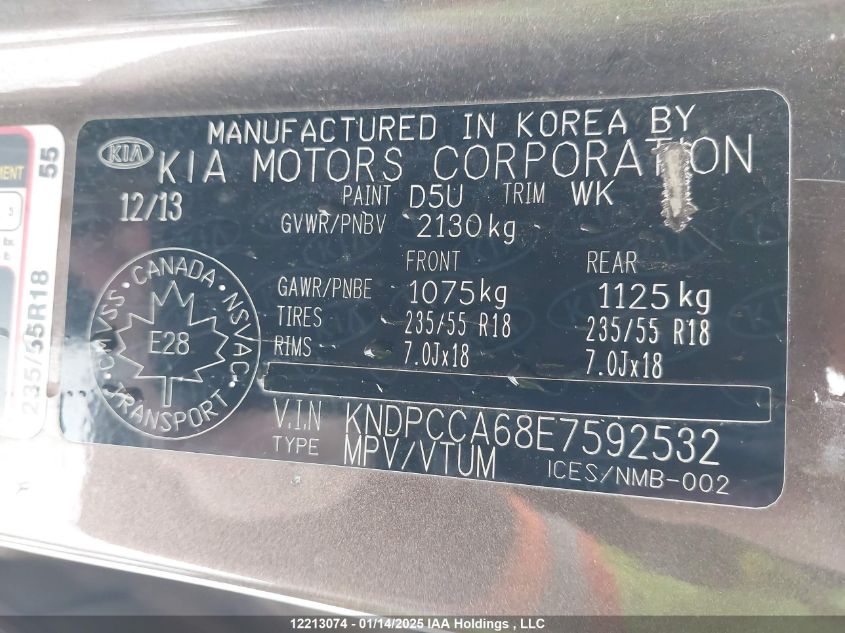 MANUFACTURED IN KOREA BY
KIA
KIA MOTORS CORPORATION
12/13
PAINT D5U TRIM WK
GVWR/PNBV 2130kg
FRONT REAR
GAWR/PNBE 1075kg 1125kg
TIRES 235/55 R18 235/55 R18
RIMS 7.0Jx18 7.0Jx18
CANADA
CMVSS · NSVAC
E28
TRANSPORT
V.I.N KNDPCCA68E7592532
TYPE MPV/VTUM
ICES/NMB-002
55
235/55R18
12213074 - 01/14/2025 IAA Holdings , LLC